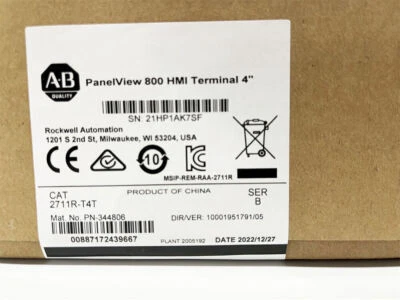 A·B
QUALITY
PanelView 800 HMI Terminal 4"
SN: 21HP1AK7SF
Rockwell Automation
1201 S 2nd St, Milwaukee, WI 53204, USA
10
MSIP-REM-RAA-2711R
PRODUCT OF CHINA
CAT
2711R-T4T
SER
B
Mat. No. PN-344806
DIR/VER: 10001951791/05
00887172439667
PLANT 2005192
DATE 2022/12/27